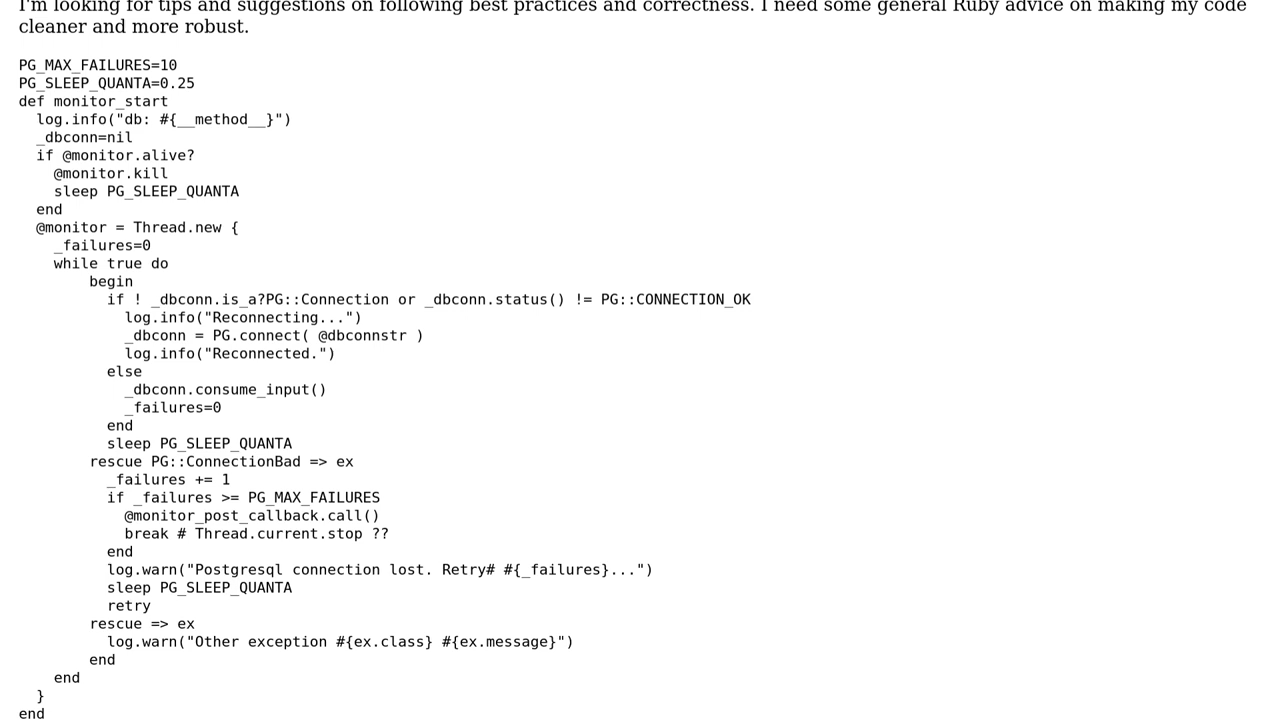 I'm looking for tips and suggestions on following best practices and correctness. I need some general Ruby advice on making my code
cleaner and more robust.
PG_MAX_FAILURES=10
PG_SLEEP_QUANTA=0.25
def monitor_start
  log.info("db: #{__method__}")
  _dbconn=nil
  if @monitor.alive?
    @monitor.kill
    sleep PG_SLEEP_QUANTA
  end
  @monitor = Thread.new {
    _failures=0
    while true do
        begin
          if ! _dbconn.is_a?PG::Connection or _dbconn.status() != PG::CONNECTION_OK
            log.info("Reconnecting...")
            _dbconn = PG.connect( @dbconnstr )
            log.info("Reconnected.")
          else
            _dbconn.consume_input()
            _failures=0
          end
          sleep PG_SLEEP_QUANTA
        rescue PG::ConnectionBad => ex
          _failures += 1
          if _failures >= PG_MAX_FAILURES
            @monitor_post_callback.call()
            break # Thread.current.stop ??
          end
          log.warn("Postgresql connection lost. Retry# #{_failures}...")
          sleep PG_SLEEP_QUANTA
          retry
        rescue => ex
          log.warn("Other exception #{ex.class} #{ex.message}")
        end
    end
  }
end